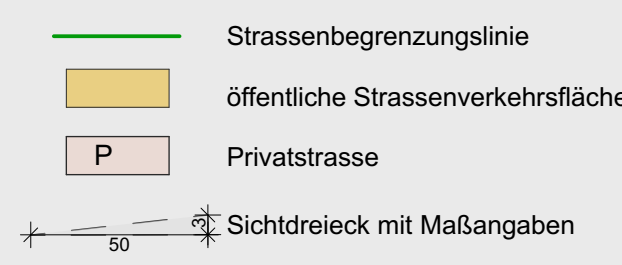 Strassenbegrenzungslinie
öffentliche Strassenverkehrsfläche
P Privatstrasse
3 Sichtdreieck mit Maßangaben
50